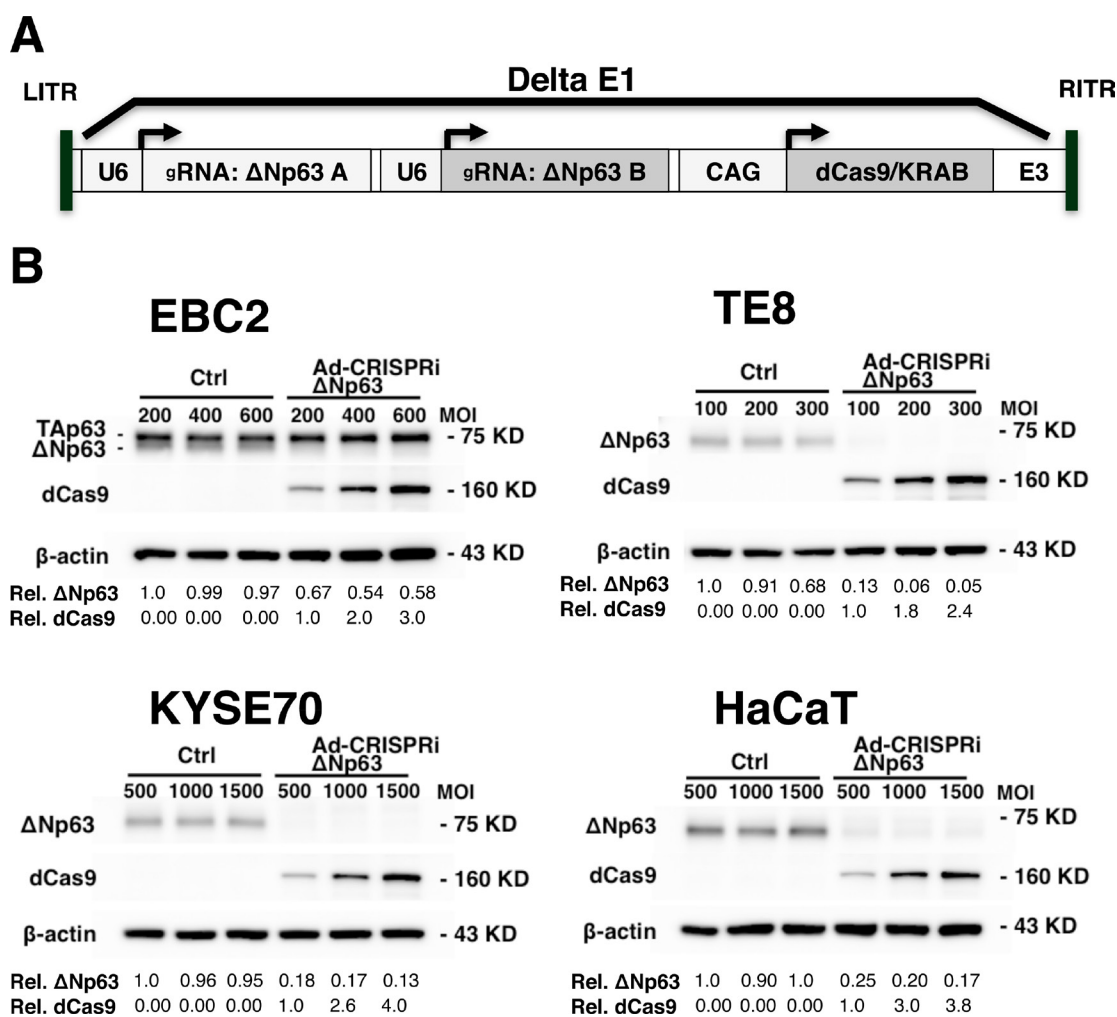 A
Delta E1
LITR
RITR
U6 gRNA: ΔNp63 A U6 gRNA: ΔNp63 B CAG dCas9/KRAB E3
B
EBC2
Ctrl
Ad-CRISPRi
ΔNp63
200 400 600 200 400 600 MOI
TAp63 -
ΔNp63 -
- 75 KD
dCas9
- 160 KD
β-actin
- 43 KD
Rel. ΔNp63 1.0 0.99 0.97 0.67 0.54 0.58
Rel. dCas9 0.00 0.00 0.00 1.0 2.0 3.0
TE8
Ctrl
Ad-CRISPRi
ΔNp63
100 200 300 100 200 300 MOI
ΔNp63
- 75 KD
dCas9
- 160 KD
β-actin
- 43 KD
Rel. ΔNp63 1.0 0.91 0.68 0.13 0.06 0.05
Rel. dCas9 0.00 0.00 0.00 1.0 1.8 2.4
KYSE70
Ctrl
Ad-CRISPRi
ΔNp63
500 1000 1500 500 1000 1500 MOI
ΔNp63
- 75 KD
dCas9
- 160 KD
β-actin
- 43 KD
Rel. ΔNp63 1.0 0.96 0.95 0.18 0.17 0.13
Rel. dCas9 0.00 0.00 0.00 1.0 2.6 4.0
HaCaT
Ctrl
Ad-CRISPRi
ΔNp63
500 1000 1500 500 1000 1500 MOI
ΔNp63
- 75 KD
dCas9
- 160 KD
β-actin
- 43 KD
Rel. ΔNp63 1.0 0.90 1.0 0.25 0.20 0.17
Rel. dCas9 0.00 0.00 0.00 1.0 3.0 3.8